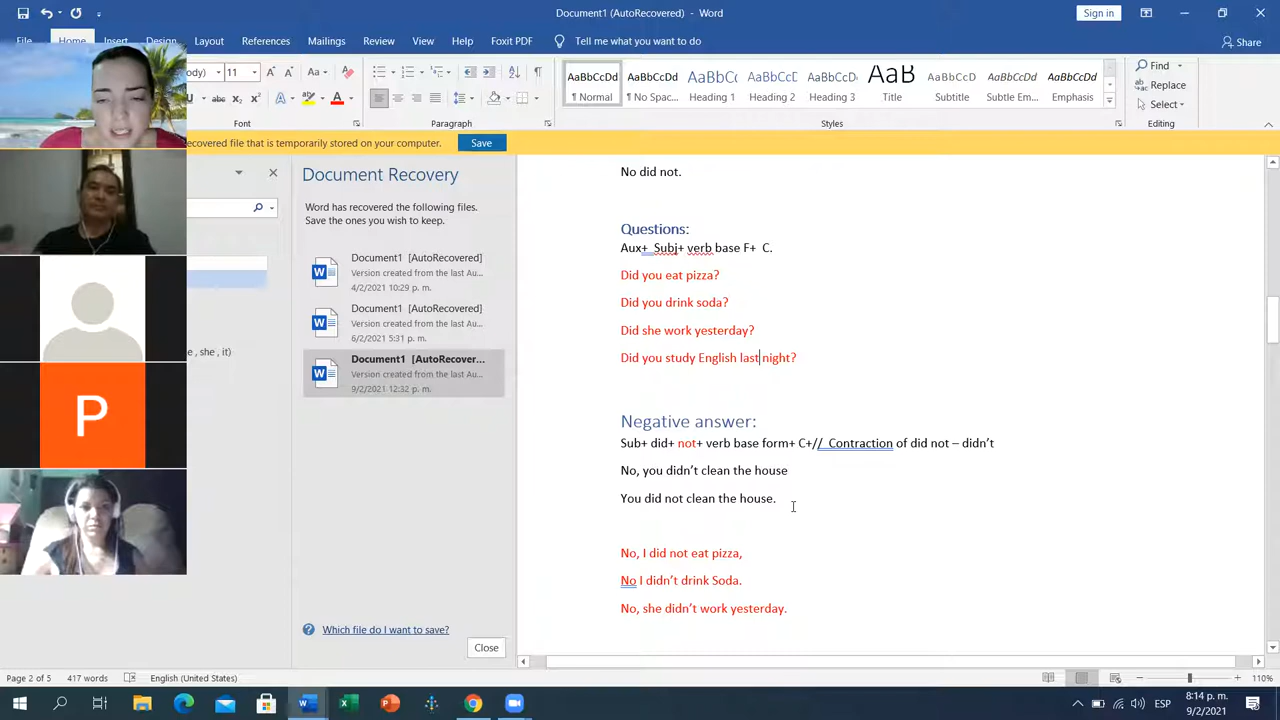 Document1 (AutoRecovered)
Sign in
Home
Insert
Design
Layout
References
Mailings
Review
View
Help
Foxit PDF
Tell me what you want to do
Share
11
Font
Paragraph
AaBbCcDd
AaBbCcDd
AaBbCc
AaBbCcD
AaBbCcD
AaB
AaBbCcD
AaBbCcDd
AaBbCcDd
¶ Normal
¶ No Spac...
Heading 1
Heading 2
Heading 3
Title
Subtitle
Subtle Em...
Emphasis
Styles
Find
Replace
Select
Editing
ecovered file that is temporarily stored on your computer.
Save
Document Recovery
Word has recovered the following files.
Save the ones you wish to keep.
Document1 [AutoRecovered]
Version created from the last Au...
4/2/2021 10:29 p. m.
Document1 [AutoRecovered]
Version created from the last Au...
6/2/2021 5:31 p. m.
Document1 [AutoRecover...
Version created from the last Au...
9/2/2021 12:32 p. m.
Which file do I want to save?
Close
, she , it)
P
No did not.
Questions:
Aux+ Subj+ verb base F+ C.
Did you eat pizza?
Did you drink soda?
Did she work yesterday?
Did you study English last night?
Negative answer:
Sub+ did+ not+ verb base form+ C+// Contraction of did not – didn’t
No, you didn’t clean the house
You did not clean the house.
No, I did not eat pizza,
No I didn’t drink Soda.
No, she didn’t work yesterday.
Page 2 of 5
417 words
English (United States)
110%
ESP
8:14 p. m.
9/2/2021